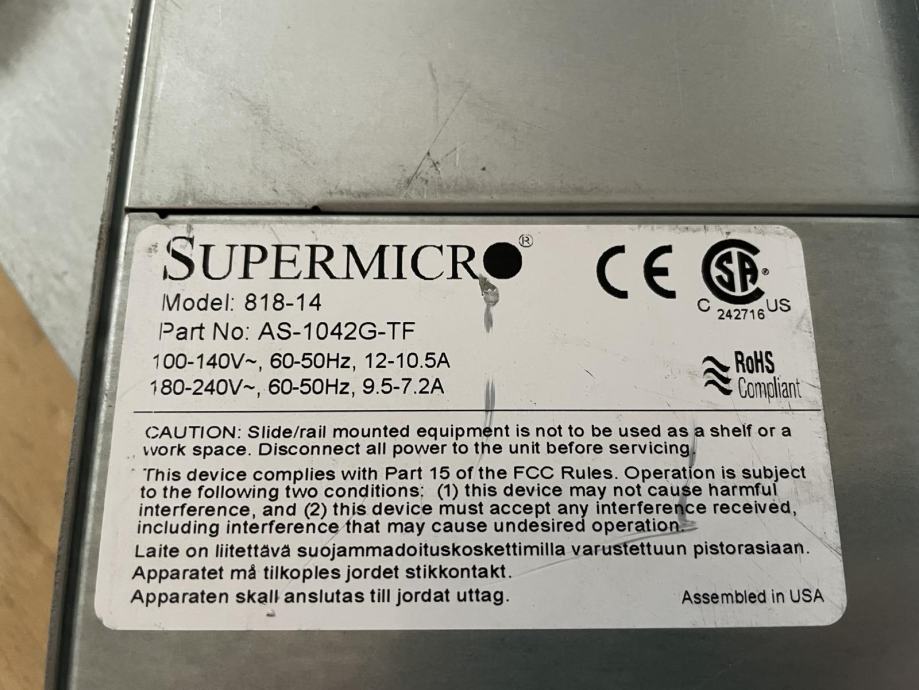 SUPERMICRO®
CE
CSA®
C 242716 US
Model: 818-14
Part No: AS-1042G-TF
100-140V~, 60-50Hz, 12-10.5A
180-240V~, 60-50Hz, 9.5-7.2A
RoHS
Compliant
CAUTION: Slide/rail mounted equipment is not to be used as a shelf or a
work space. Disconnect all power to the unit before servicing.
This device complies with Part 15 of the FCC Rules. Operation is subject
to the following two conditions: (1) this device may not cause harmful
interference, and (2) this device must accept any interference received,
including interference that may cause undesired operation.
Laite on liitettävä suojammadoituskoskettimilla varustettuun pistorasiaan.
Apparatet må tilkoples jordet stikkontakt.
Apparaten skall anslutas till jordat uttag.
Assembled in USA